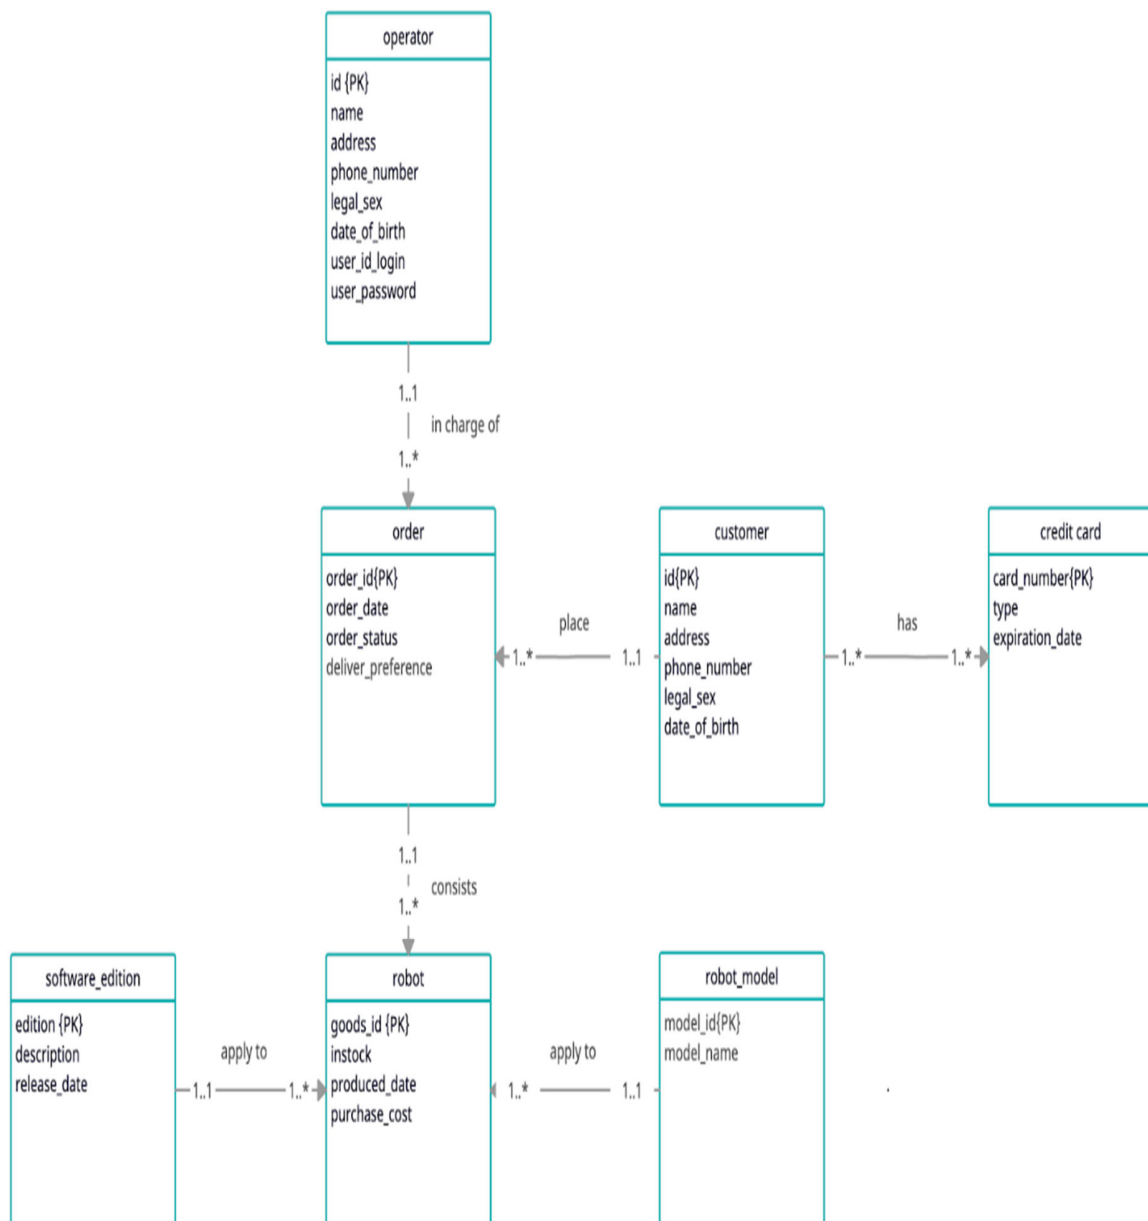 operator
id {PK}
name
address
phone_number
legal_sex
date_of_birth
user_id_login
user_password
1..1
in charge of
1..*
order
order_id{PK}
order_date
order_status
deliver_preference
1..*
place
1..1
customer
id{PK}
name
address
phone_number
legal_sex
date_of_birth
1..*
has
1..*
credit card
card_number{PK}
type
expiration_date
1..1
consists
1..*
software_edition
edition {PK}
description
release_date
1..1
apply to
1..*
robot
goods_id {PK}
instock
produced_date
purchase_cost
1..*
apply to
1..1
robot_model
model_id{PK}
model_name